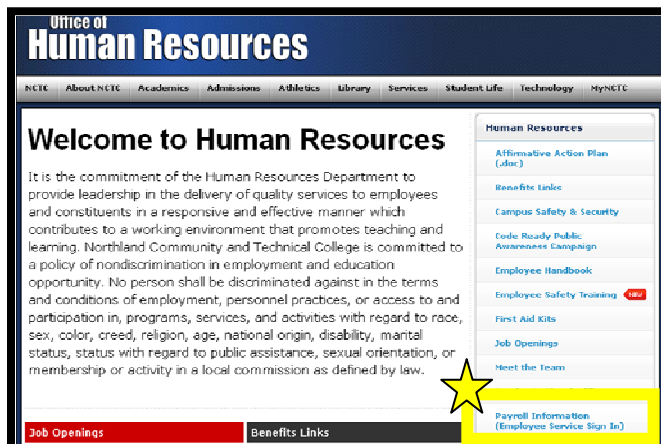 Office of
Human Resources
NCTC About NCTC Academics Admissions Athletics Library Services Student Life Technology MyNCTC
Welcome to Human Resources
It is the commitment of the Human Resources Department to
provide leadership in the delivery of quality services to employees
and constituents in a responsive and effective manner which
contributes to a working environment that promotes teaching and
learning. Northland Community and Technical College is committed to
a policy of nondiscrimination in employment and education
opportunity. No person shall be discriminated against in the terms
and conditions of employment, personnel practices, or access to and
participation in, programs, services, and activities with regard to race,
sex, color, creed, religion, age, national origin, disability, marital
status, status with regard to public assistance, sexual orientation, or
membership or activity in a local commission as defined by law.
Job Openings
Benefits Links
Human Resources
Affirmative Action Plan
(.doc)
Benefits Links
Campus Safety & Security
Code Ready Public
Awareness Campaign
Employee Handbook
Employee Safety Training NEW
First Aid Kits
Job Openings
Meet the Team
Payroll Information
(Employee Service Sign In)